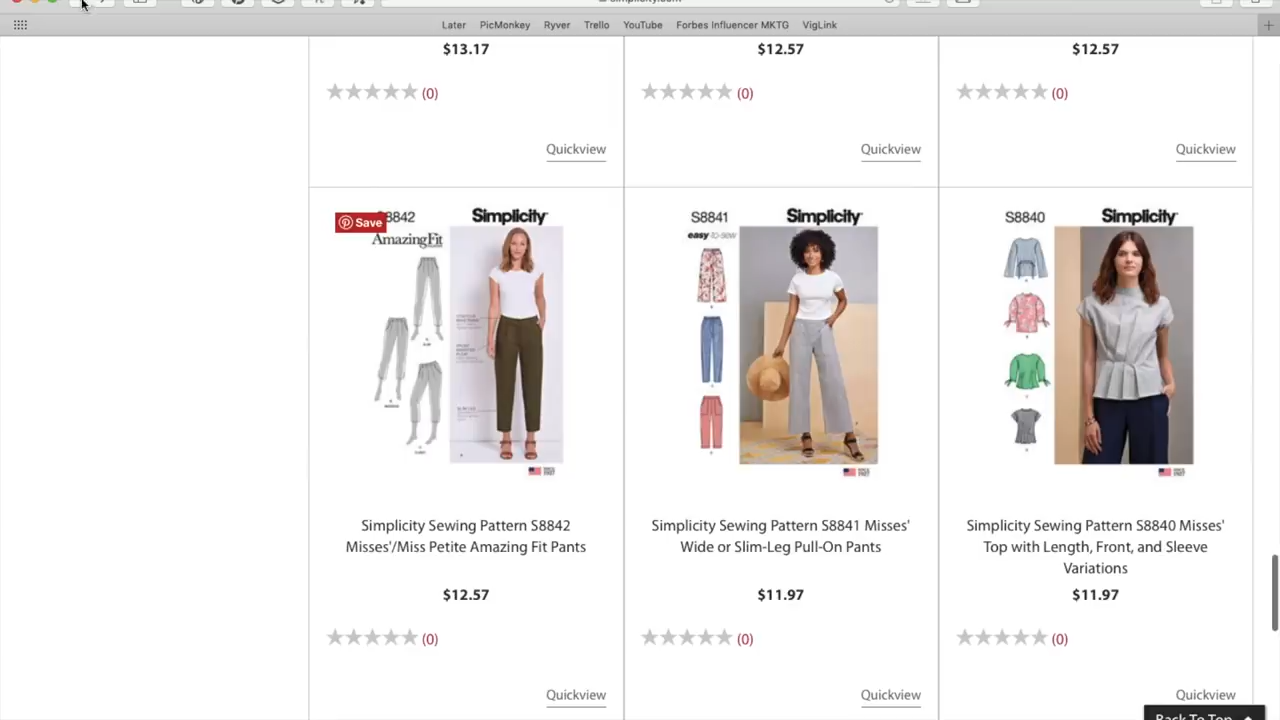 simplicity.com
Later PicMonkey Ryver Trello YouTube Forbes Influencer MKTG VigLink
$13.17 $12.57 $12.57
(0) (0) (0)
Quickview Quickview Quickview
Save 8842 Simplicity S8841 Simplicity S8840 Simplicity
AmazingFit easy-to-sew
Simplicity Sewing Pattern S8842 Simplicity Sewing Pattern S8841 Misses' Simplicity Sewing Pattern S8840 Misses'
Misses'/Miss Petite Amazing Fit Pants Wide or Slim-Leg Pull-On Pants Top with Length, Front, and Sleeve
Variations
$12.57 $11.97 $11.97
(0) (0) (0)
Quickview Quickview Quickview
Back To Top